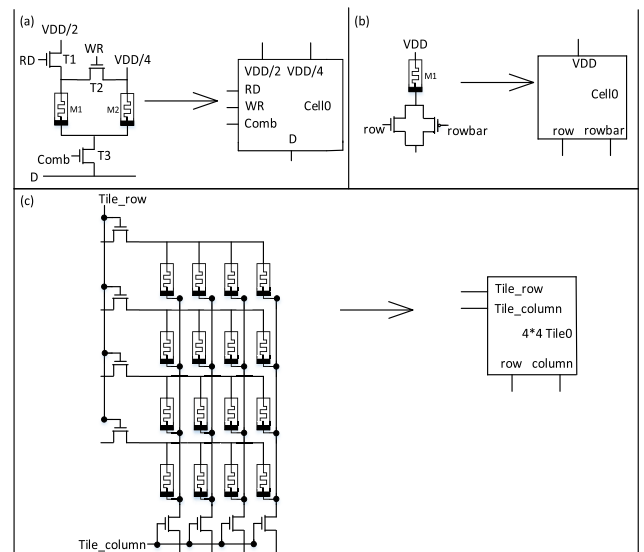 (a)
VDD/2
RD
T1
WR
VDD/4
T2
M1
M2
Comb
T3
D
VDD/2 VDD/4
RD
WR
Cell0
Comb
D
(b)
VDD
M1
row
rowbar
VDD
Cell0
row rowbar
(c)
Tile_row
Tile_column
Tile_row
Tile_column
4*4 Tile0
row column